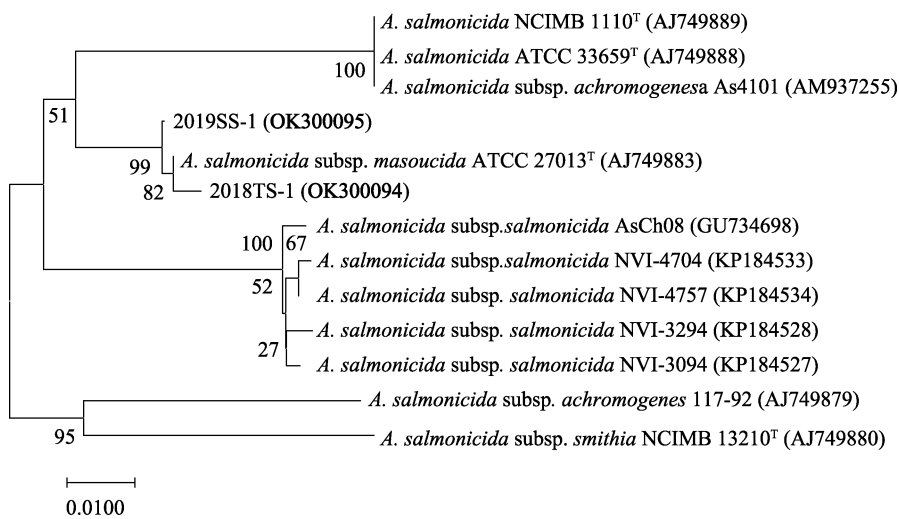 A. salmonicida NCIMB 1110ᵀ (AJ749889)
A. salmonicida ATCC 33659ᵀ (AJ749888)
100
A. salmonicida subsp. achromogenesa As4101 (AM937255)
51
2019SS-1 (OK300095)
99
A. salmonicida subsp. masoucida ATCC 27013ᵀ (AJ749883)
82
2018TS-1 (OK300094)
A. salmonicida subsp.salmonicida AsCh08 (GU734698)
100
67
A. salmonicida subsp.salmonicida NVI-4704 (KP184533)
52
A. salmonicida subsp. salmonicida NVI-4757 (KP184534)
A. salmonicida subsp. salmonicida NVI-3294 (KP184528)
27
A. salmonicida subsp. salmonicida NVI-3094 (KP184527)
A. salmonicida subsp. achromogenes 117-92 (AJ749879)
95
A. salmonicida subsp. smithia NCIMB 13210ᵀ (AJ749880)
0.0100